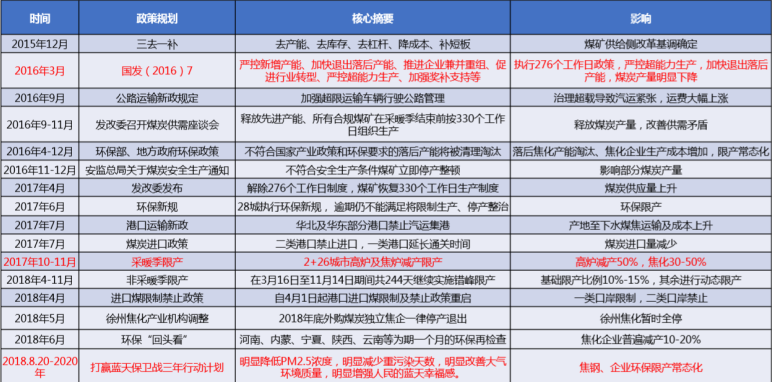 时间 政策规划 核心摘要 影响
2015年12月 三去一补 去产能、去库存、去杠杆、降成本、补短板 煤矿供给侧改革基调确定
2016年3月 国发（2016）7 严控新增产能、加快退出落后产能、推进企业兼并重组、促进行业转型、严控超能力生产、加强奖补支持等 执行276个工作日政策，严控超能力生产，加快退出落后产能，煤炭产量明显下降
2016年9月 公路运输新政规定 加强超限运输车辆行驶公路管理 治理超载导致汽运紧张，运费大幅上涨
2016年9-11月 发改委召开煤炭供需座谈会 释放先进产能、所有合规煤矿在采暖季结束前按330个工作日组织生产 释放煤炭产量，改善供需矛盾
2016年4-12月 环保部、地方政府环保政策 不符合国家产业政策和环保要求的落后产能将被清理淘汰 落后焦化产能淘汰、焦化企业生产成本增加，限产常态化
2016年11-12月 安监总局关于煤炭安全生产通知 不符合安全生产条件煤矿立即停产整顿 影响部分煤炭产量
2017年4月 发改委发布 解除276个工作日制度，煤矿恢复330个工作日生产制度 煤炭供应量上升
2017年6月 环保新规 28城执行环保新规，逾期仍不能满足将限制生产、停产整治 环保限产
2017年7月 港口运输新政 华北及华东部分港口禁止汽运集港 产地至下水煤焦运输及成本上升
2017年7月 煤炭进口政策 二类港口禁止进口，一类港口延长通关时间 煤炭进口量减少
2017年10-11月 采暖季限产 2+26城市高炉及焦炉减产限产 高炉减产50%，焦化30-50%
2018年4-11月 非采暖季限产 在3月16日至11月14日期间共244天继续实施错峰限产 基础限产比例10%-15%，其余进行动态限产
2018年4月 进口煤限制禁止政策 自4月1日起港口进口煤限制及禁止政策重启 一类口岸限制，二类口岸禁止
2018年5月 徐州焦化产业机构调整 2018年底外购煤炭独立焦企一律停产退出 徐州焦化暂时全停
2018年6月 环保“回头看” 河南、内蒙、宁夏、陕西、云南等为期一个月的环保再检查 焦化企业普遍减产10-20%
2018.8.20-2020年 打赢蓝天保卫战三年行动计划 明显降低PM2.5浓度，明显减少重污染天数，明显改善大气环境质量，明显增强人民的蓝天幸福感。 焦钢、企业环保限产常态化